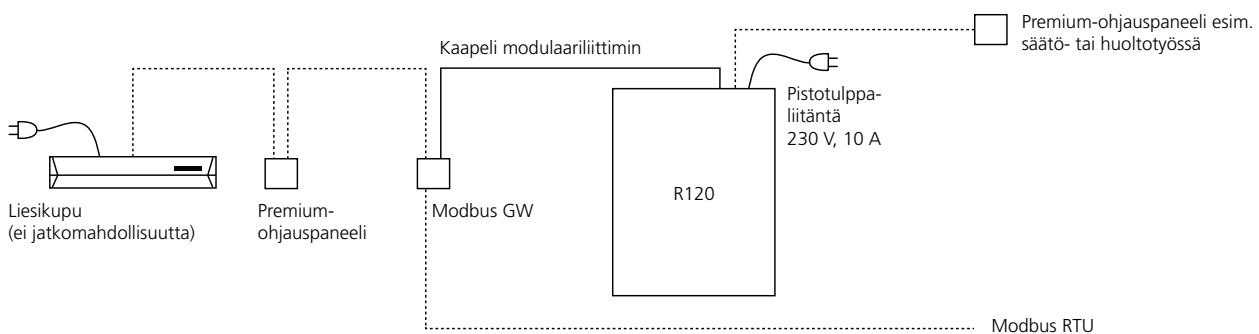 Premium-ohjauspaneeli esim.
säätö- tai huoltotyössä
Kaapeli modulaariliittimin
Pistotulppa-
liitäntä
230 V, 10 A
R120
Liesikupu
(ei jatkomahdollisuutta)
Premium-
ohjauspaneeli
Modbus GW
Modbus RTU